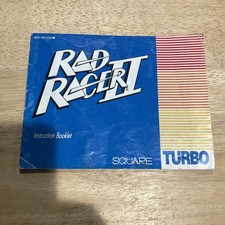 RAD
RACER II
Instruction Booklet
SQUARE
TURBO